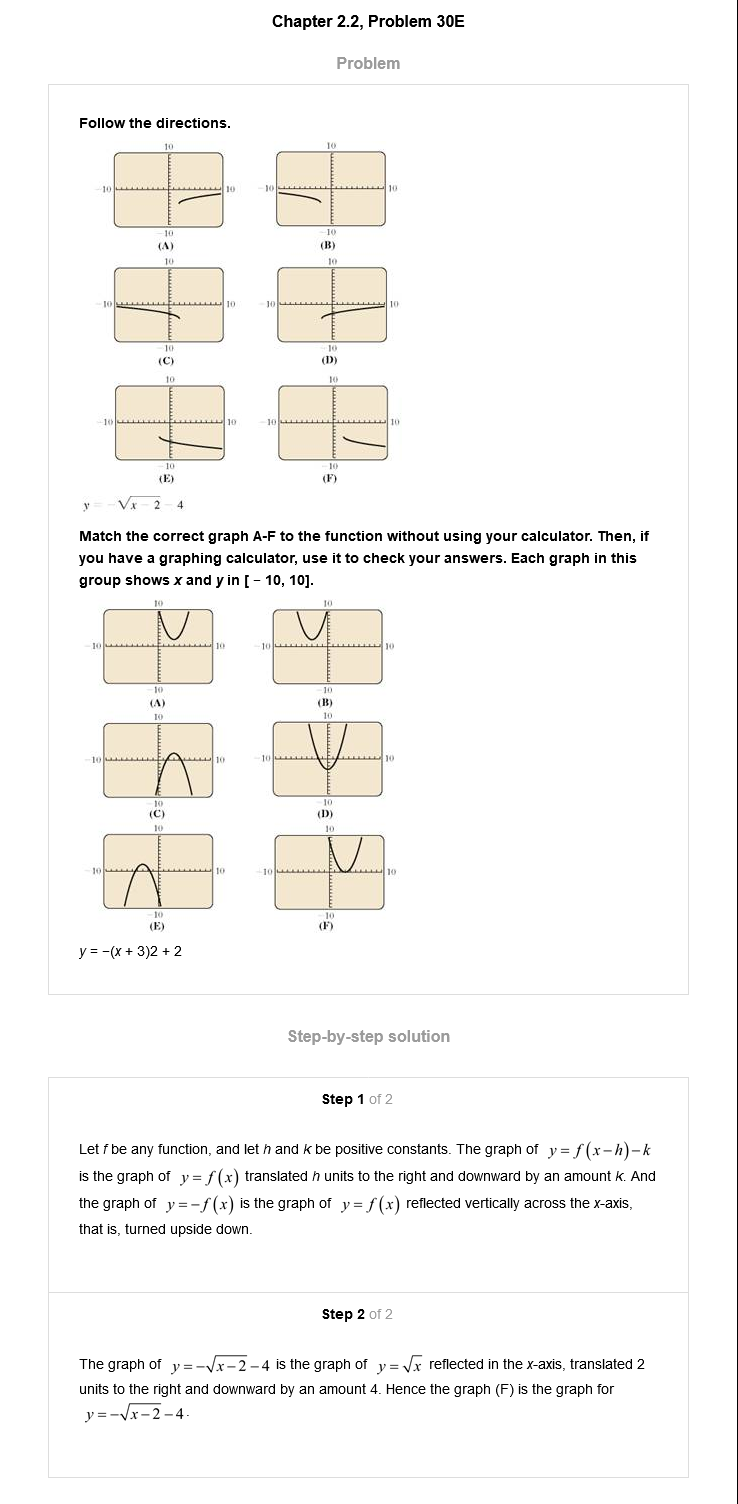 Chapter 2.2, Problem 30E
Problem
Follow the directions.
10 10
-10 10 -10 10
-10 -10
(A) (B)
10 10
-10 10 -10 10
-10 -10
(C) (D)
10 10
-10 10 -10 10
-10 -10
(E) (F)
y = -√x - 2 - 4
Match the correct graph A-F to the function without using your calculator. Then, if
you have a graphing calculator, use it to check your answers. Each graph in this
group shows x and y in [ - 10, 10].
10 10
-10 10 -10 10
-10 -10
(A) (B)
10 10
-10 10 -10 10
-10 -10
(C) (D)
10 10
-10 10 -10 10
-10 -10
(E) (F)
y = -(x + 3)2 + 2
Step-by-step solution
Step 1 of 2
Let f be any function, and let h and k be positive constants. The graph of y = f(x-h)-k
is the graph of y = f(x) translated h units to the right and downward by an amount k. And
the graph of y = -f(x) is the graph of y = f(x) reflected vertically across the x-axis,
that is, turned upside down.
Step 2 of 2
The graph of y = -√x-2 - 4 is the graph of y = √x reflected in the x-axis, translated 2
units to the right and downward by an amount 4. Hence the graph (F) is the graph for
y = -√x-2 - 4.